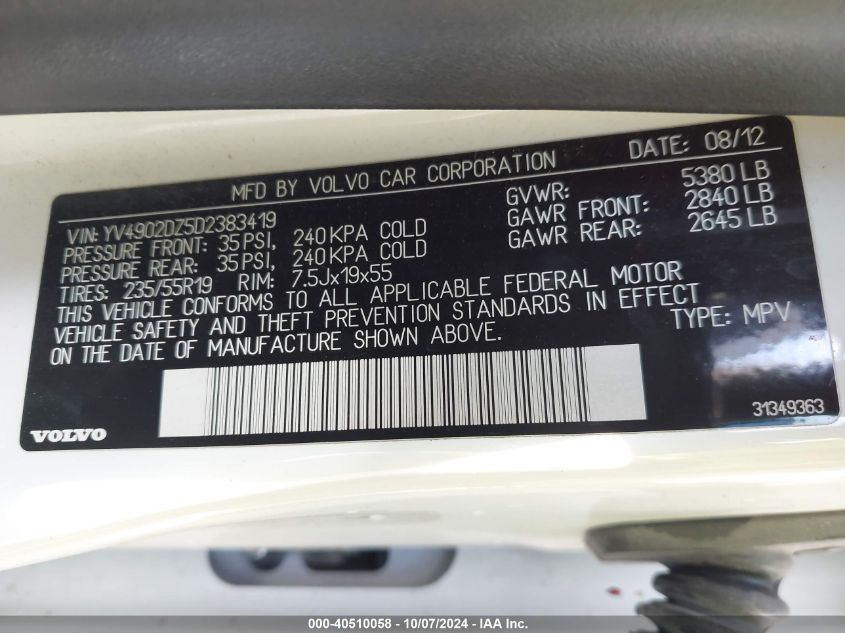 MFD BY VOLVO CAR CORPORATION DATE: 08/12
VIN: YV4902DZ5D2383419 GVWR: 5380 LB
PRESSURE FRONT: 35 PSI, 240 KPA COLD GAWR FRONT: 2840 LB
PRESSURE REAR: 35 PSI, 240 KPA COLD GAWR REAR: 2645 LB
TIRES: 235/55R19 RIM: 7.5Jx19x55
THIS VEHICLE CONFORMS TO ALL APPLICABLE FEDERAL MOTOR
VEHICLE SAFETY AND THEFT PREVENTION STANDARDS IN EFFECT
ON THE DATE OF MANUFACTURE SHOWN ABOVE. TYPE: MPV
31349363
VOLVO
000-40510058 - 10/07/2024 - IAA Inc.